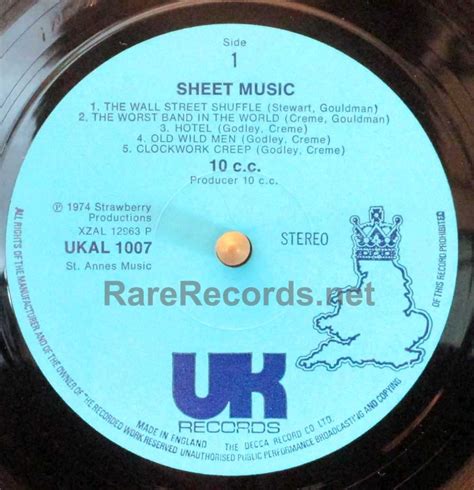 Side
1
SHEET MUSIC
1. THE WALL STREET SHUFFLE (Stewart, Gouldman)
2. THE WORST BAND IN THE WORLD (Creme, Gouldman)
3. HOTEL (Godley, Creme)
4. OLD WILD MEN (Godley, Creme)
5. CLOCKWORK CREEP (Godley, Creme)
10 c.c.
Producer 10 c.c.
℗ 1974 Strawberry
Productions
XZAL 12963 P
UKAL 1007
St. Annes Music
STEREO
RareRecords.net
UK
RECORDS
MADE IN ENGLAND
THE DECCA RECORD CO. LTD.
ALL RIGHTS OF THE MANUFACTURER AND OF THE OWNER OF THE RECORDED WORK RESERVED UNAUTHORISED PUBLIC PERFORMANCE BROADCASTING AND COPYING OF THIS RECORD PROHIBITED